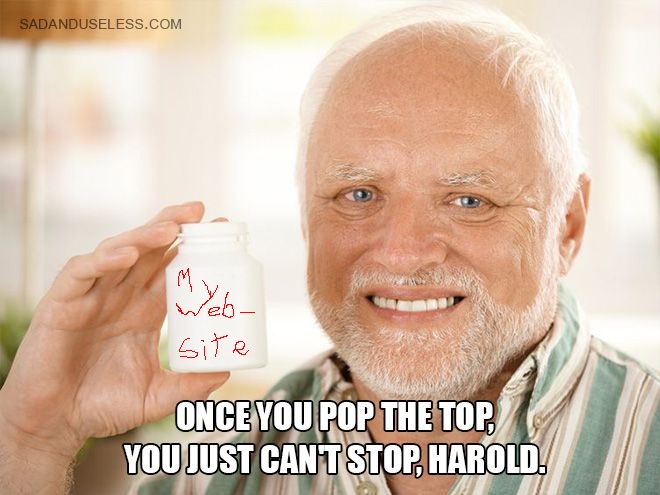 SADANDUSELESS.COM
My
Web-
site
ONCE YOU POP THE TOP,
YOU JUST CAN'T STOP, HAROLD.